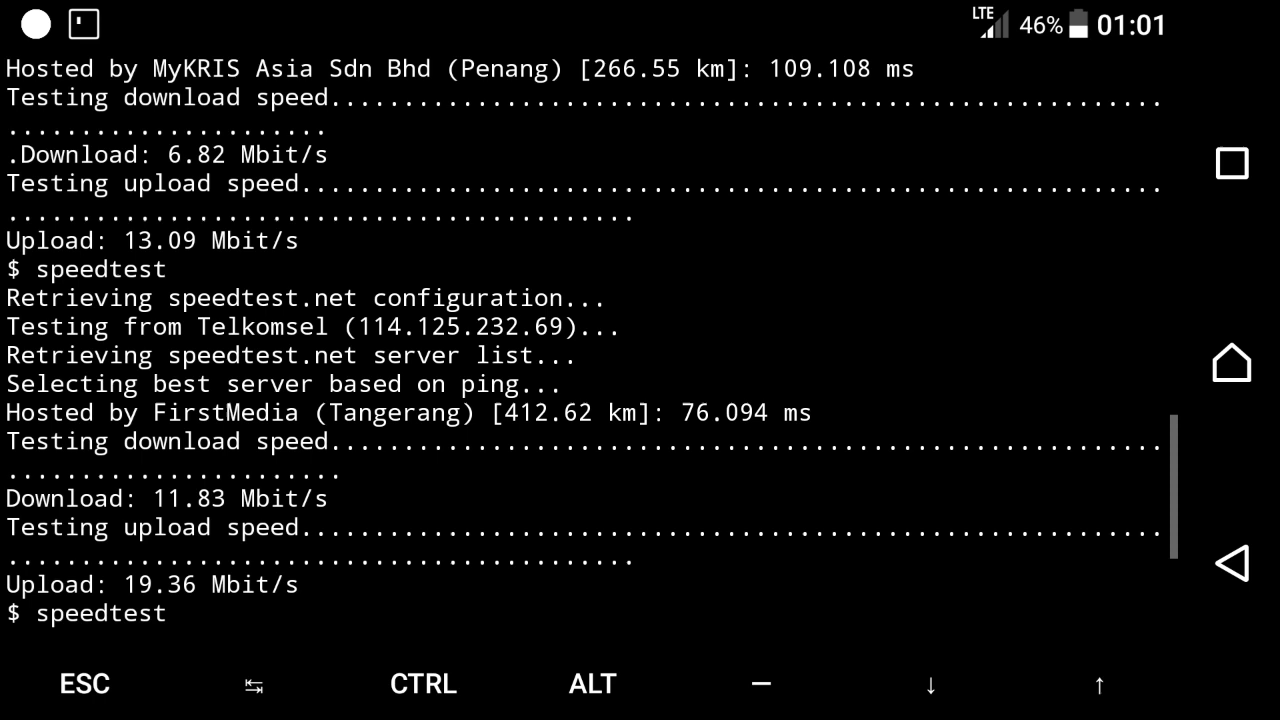 LTE 46% 01:01
Hosted by MyKRIS Asia Sdn Bhd (Penang) [266.55 km]: 109.108 ms
Testing download speed.........................................................
......................
.Download: 6.82 Mbit/s
Testing upload speed...........................................................
...........................................
Upload: 13.09 Mbit/s
$ speedtest
Retrieving speedtest.net configuration...
Testing from Telkomsel (114.125.232.69)...
Retrieving speedtest.net server list...
Selecting best server based on ping...
Hosted by FirstMedia (Tangerang) [412.62 km]: 76.094 ms
Testing download speed.........................................................
.......................
Download: 11.83 Mbit/s
Testing upload speed...........................................................
...........................................
Upload: 19.36 Mbit/s
$ speedtest
ESC ↹ CTRL ALT — ↓ ↑